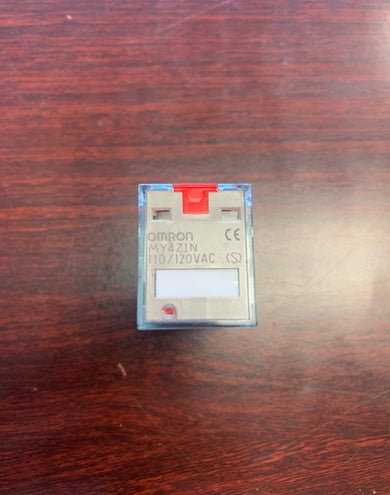 OMRON CE
MY4ZIN
110/120VAC (S)